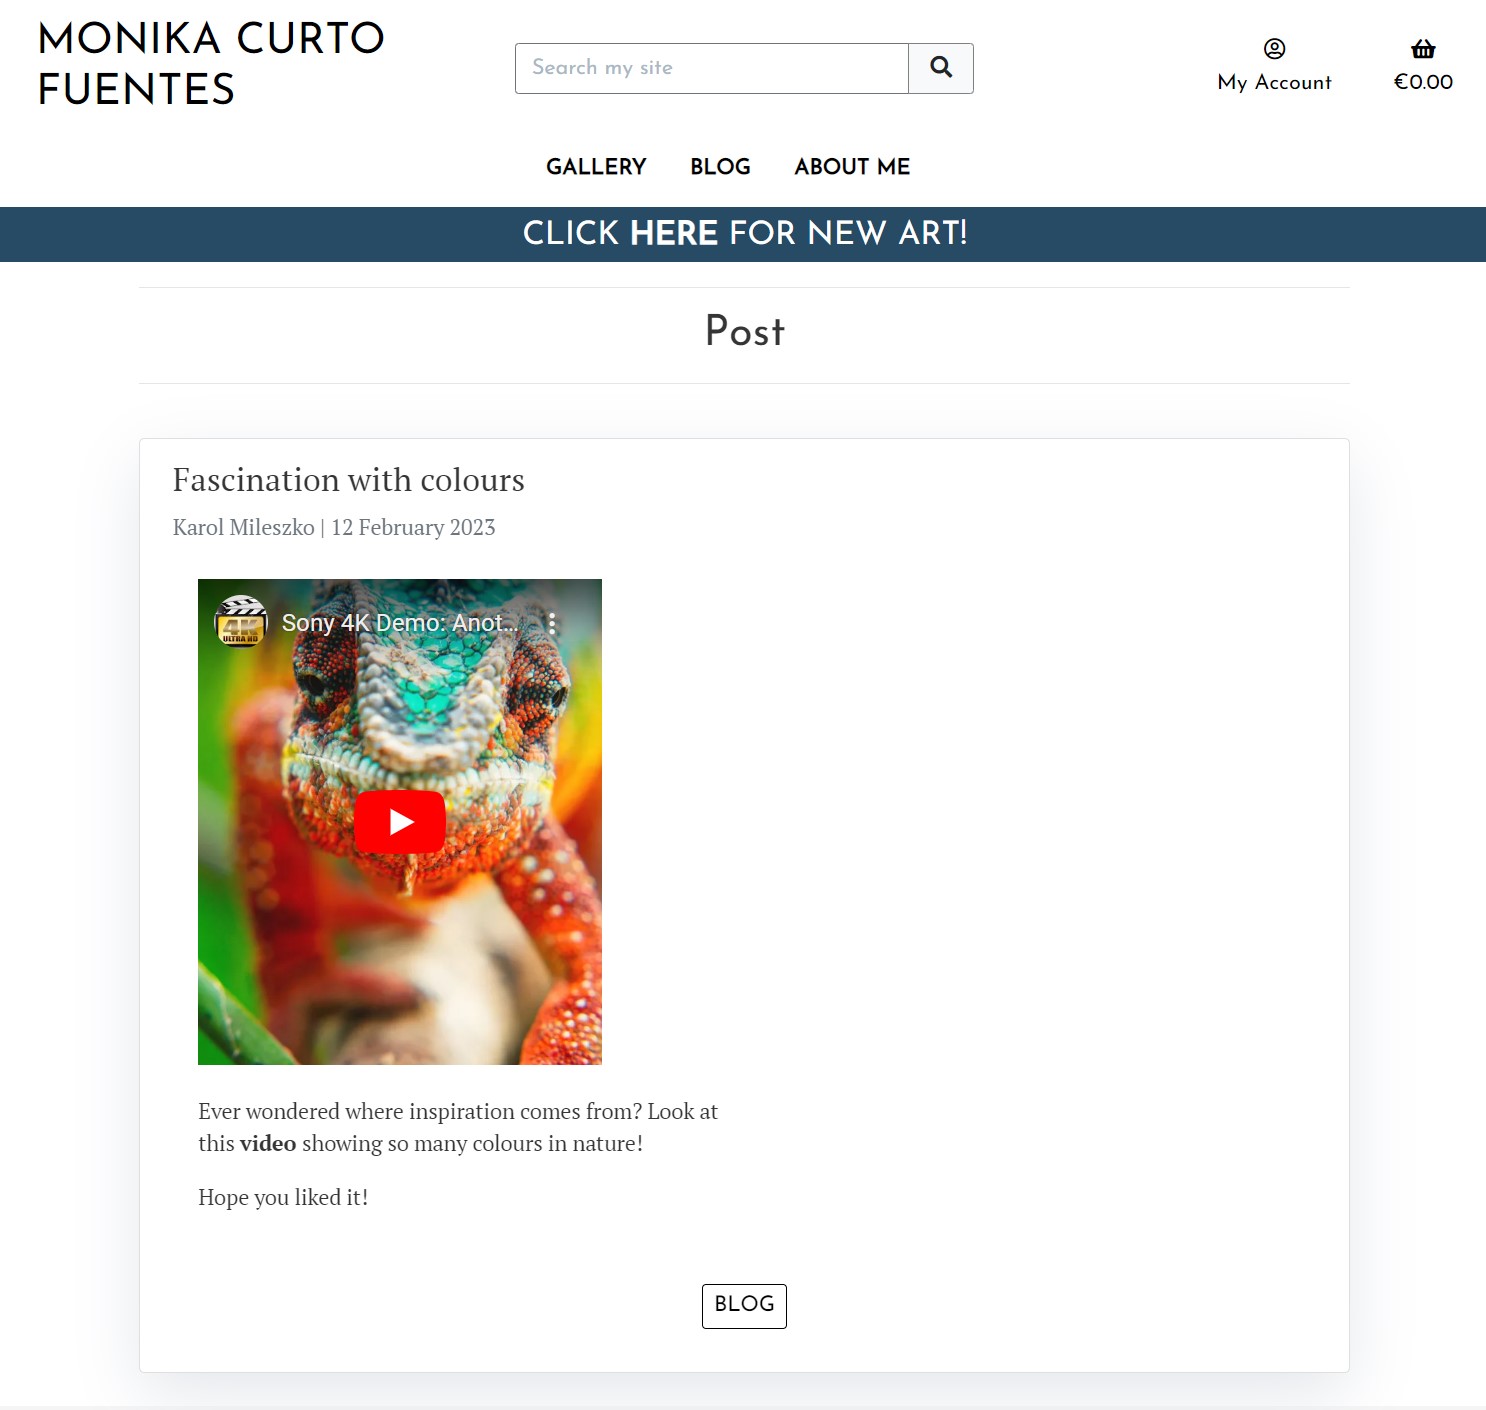 MONIKA CURTO
FUENTES
Search my site
My Account
€0.00
GALLERY BLOG ABOUT ME
CLICK HERE FOR NEW ART!
Post
Fascination with colours
Karol Mileszko | 12 February 2023
4K
ULTRA HD
Sony 4K Demo: Anot...
Ever wondered where inspiration comes from? Look at
this video showing so many colours in nature!
Hope you liked it!
BLOG